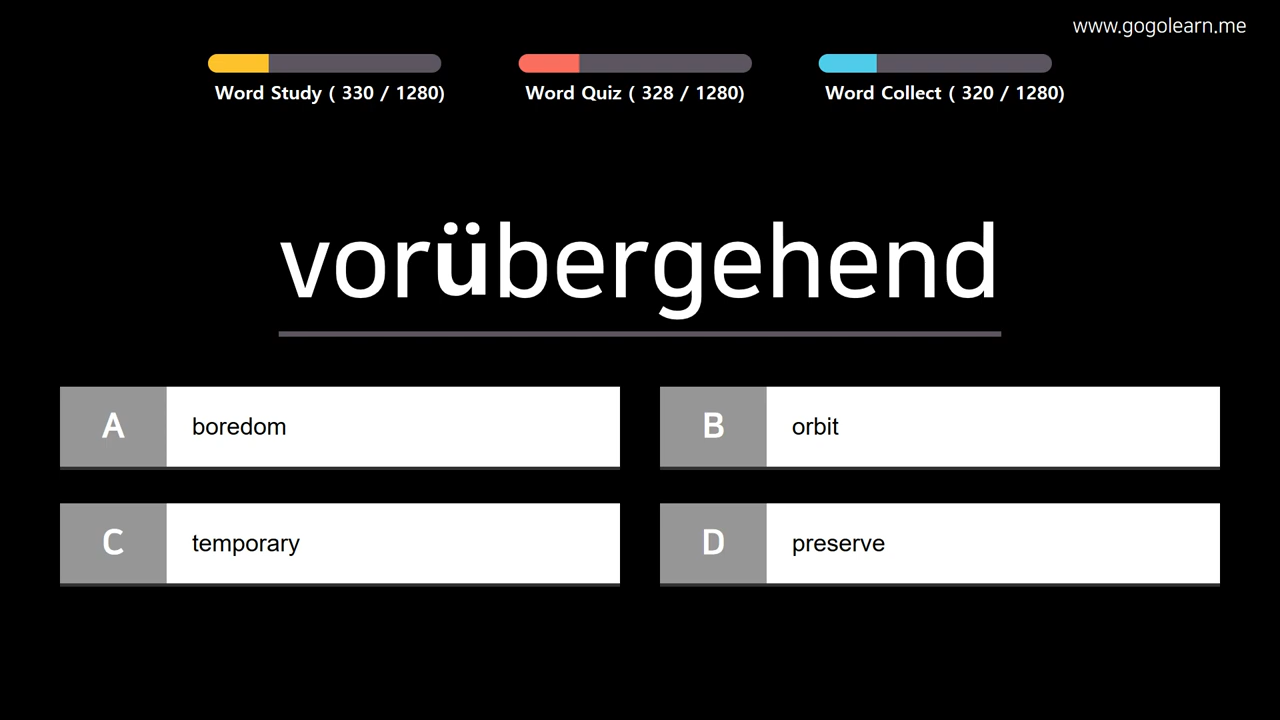 www.gogolearn.me
Word Study ( 330 / 1280)
Word Quiz ( 328 / 1280)
Word Collect ( 320 / 1280)
vorübergehend
A boredom
B orbit
C temporary
D preserve